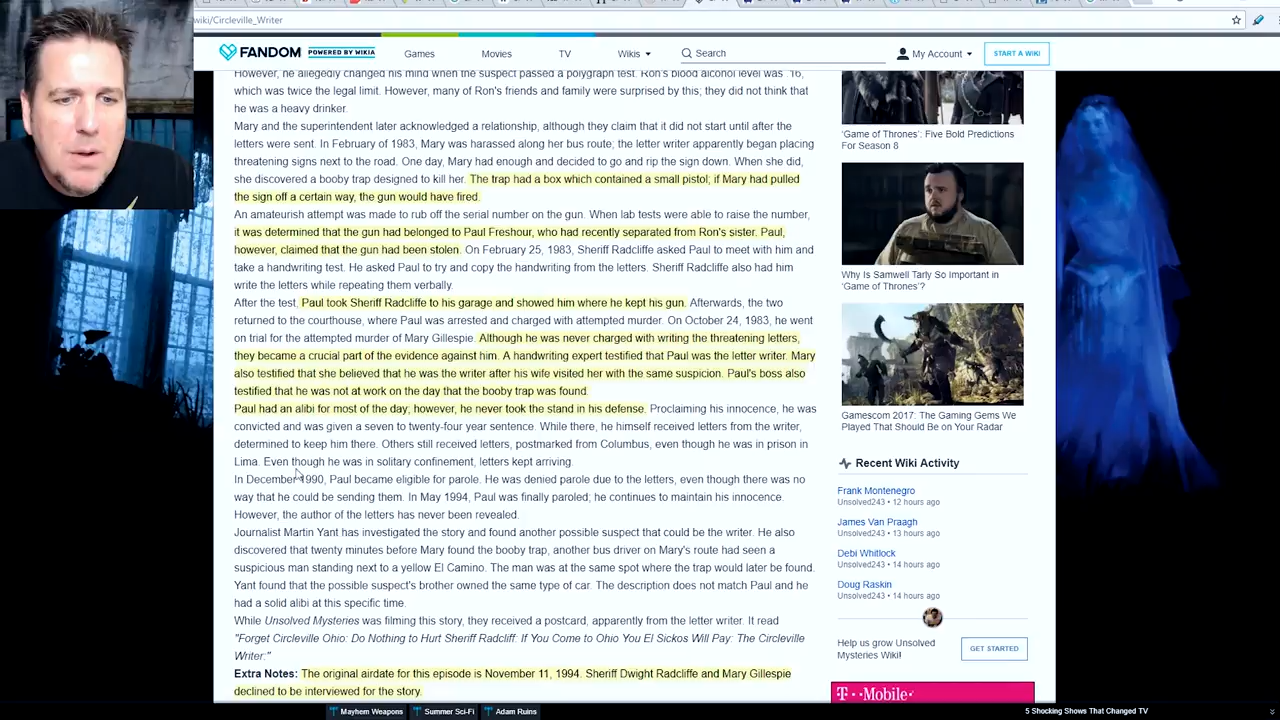 wiki/Circleville_Writer
FANDOM POWERED BY WIKIA
Games
Movies
TV
Wikis
Search
My Account
START A WIKI
However, he allegedly changed his mind when the suspect passed a polygraph test. Ron's blood alcohol level was .16,
which was twice the legal limit. However, many of Ron's friends and family were surprised by this; they did not think that
he was a heavy drinker.
Mary and the superintendent later acknowledged a relationship, although they claim that it did not start until after the
letters were sent. In February of 1983, Mary was harassed along her bus route; the letter writer apparently began placing
threatening signs next to the road. One day, Mary had enough and decided to go and rip the sign down. When she did,
she discovered a booby trap designed to kill her. The trap had a box which contained a small pistol; if Mary had pulled
the sign off a certain way, the gun would have fired.
An amateurish attempt was made to rub off the serial number on the gun. When lab tests were able to raise the number,
it was determined that the gun had belonged to Paul Freshour, who had recently separated from Ron's sister. Paul,
however, claimed that the gun had been stolen. On February 25, 1983, Sheriff Radcliffe asked Paul to meet with him and
take a handwriting test. He asked Paul to try and copy the handwriting from the letters. Sheriff Radcliffe also had him
write the letters while repeating them verbally.
After the test, Paul took Sheriff Radcliffe to his garage and showed him where he kept his gun. Afterwards, the two
returned to the courthouse, where Paul was arrested and charged with attempted murder. On October 24, 1983, he went
on trial for the attempted murder of Mary Gillespie. Although he was never charged with writing the threatening letters,
they became a crucial part of the evidence against him. A handwriting expert testified that Paul was the letter writer. Mary
also testified that she believed that he was the writer after his wife visited her with the same suspicion. Paul's boss also
testified that he was not at work on the day that the booby trap was found.
Paul had an alibi for most of the day; however, he never took the stand in his defense. Proclaiming his innocence, he was
convicted and was given a seven to twenty-four year sentence. While there, he himself received letters from the writer,
determined to keep him there. Others still received letters, postmarked from Columbus, even though he was in prison in
Lima. Even though he was in solitary confinement, letters kept arriving.
In December 1990, Paul became eligible for parole. He was denied parole due to the letters, even though there was no
way that he could be sending them. In May 1994, Paul was finally paroled; he continues to maintain his innocence.
However, the author of the letters has never been revealed.
Journalist Martin Yant has investigated the story and found another possible suspect that could be the writer. He also
discovered that twenty minutes before Mary found the booby trap, another bus driver on Mary's route had seen a
suspicious man standing next to a yellow El Camino. The man was at the same spot where the trap would later be found.
Yant found that the possible suspect's brother owned the same type of car. The description does not match Paul and he
had a solid alibi at this specific time.
While Unsolved Mysteries was filming this story, they received a postcard, apparently from the letter writer. It read
"Forget Circleville Ohio: Do Nothing to Hurt Sheriff Radcliff: If You Come to Ohio You El Sickos Will Pay: The Circleville
Writer:"
Extra Notes: The original airdate for this episode is November 11, 1994. Sheriff Dwight Radcliffe and Mary Gillespie
declined to be interviewed for the story.
'Game of Thrones': Five Bold Predictions
For Season 8
Why Is Samwell Tarly So Important in
'Game of Thrones'?
Gamescom 2017: The Gaming Gems We
Played That Should Be on Your Radar
Recent Wiki Activity
Frank Montenegro
Unsolved243 • 12 hours ago
James Van Praagh
Unsolved243 • 13 hours ago
Debi Whitlock
Unsolved243 • 14 hours ago
Doug Raskin
Unsolved243 • 14 hours ago
Help us grow Unsolved
Mysteries Wiki!
GET STARTED
T-Mobile
Mayhem Weapons
Summer Sci-Fi
Adam Ruins
5 Shocking Shows That Changed TV